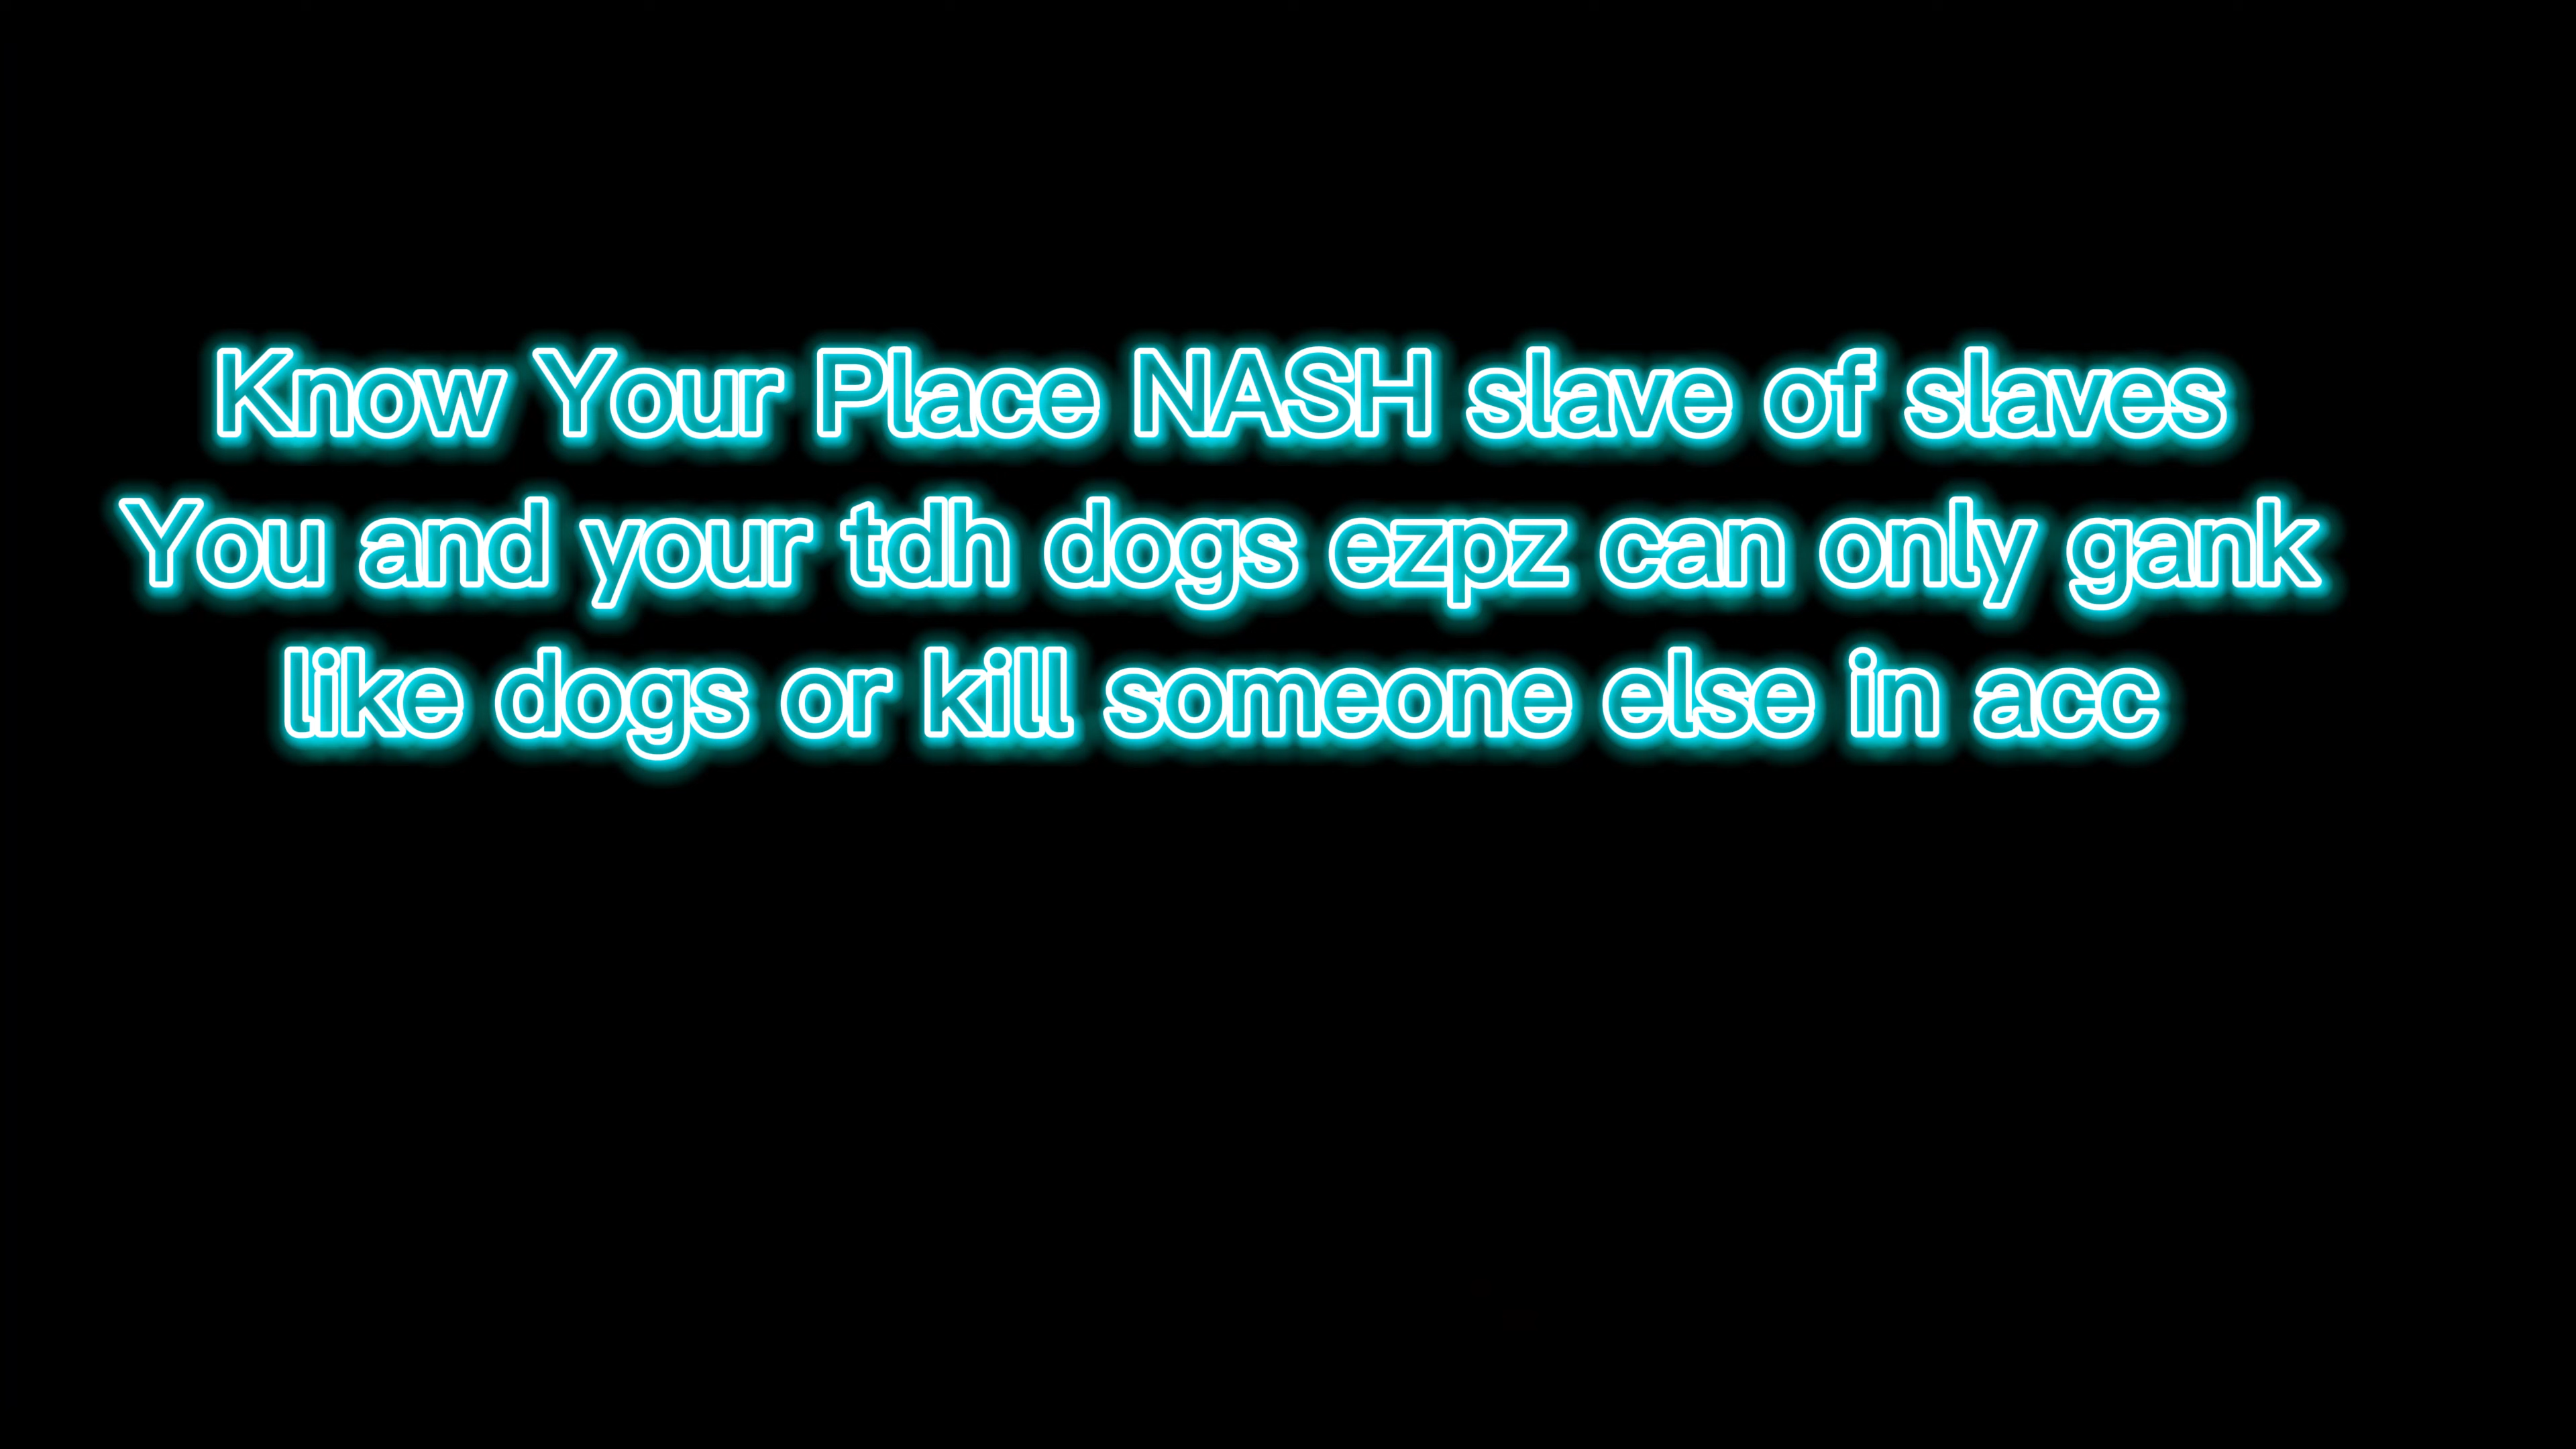 Know Your Place NASH slave of slaves
You and your tdh dogs ezpz can only gank
like dogs or kill someone else in acc